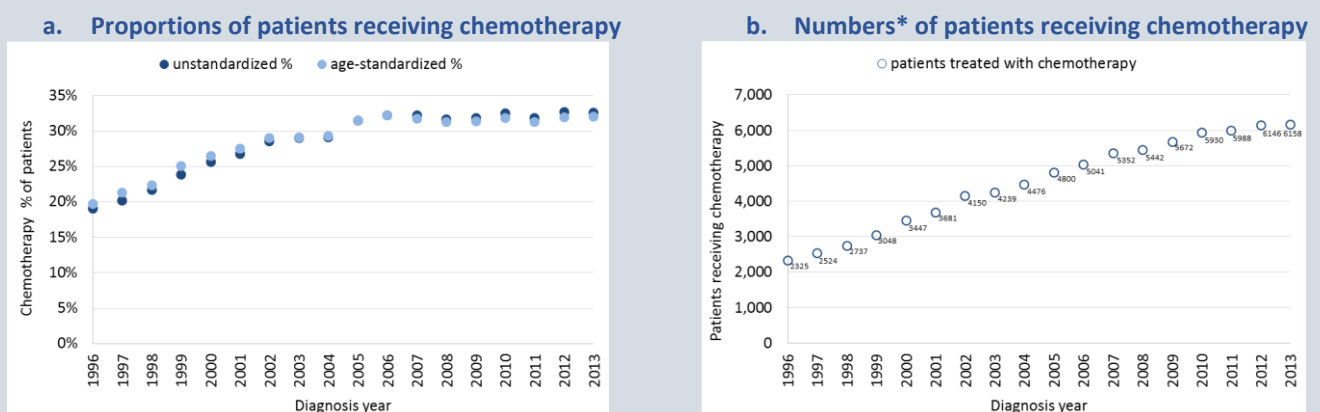 a. Proportions of patients receiving chemotherapy
unstandardized % age-standardized %
35%
30%
25%
20%
15%
10%
5%
0%
Chemotherapy % of patients
1996 1997 1998 1999 2000 2001 2002 2003 2004 2005 2006 2007 2008 2009 2010 2011 2012 2013
Diagnosis year
b. Numbers* of patients receiving chemotherapy
patients treated with chemotherapy
7,000
6,000
5,000
4,000
3,000
2,000
1,000
0
Patients receiving chemotherapy
2325 2524 2737 3048 3447 3681 4150 4239 4476 4800 5041 5352 5442 5672 5930 5988 6146 6158
1996 1997 1998 1999 2000 2001 2002 2003 2004 2005 2006 2007 2008 2009 2010 2011 2012 2013
Diagnosis year